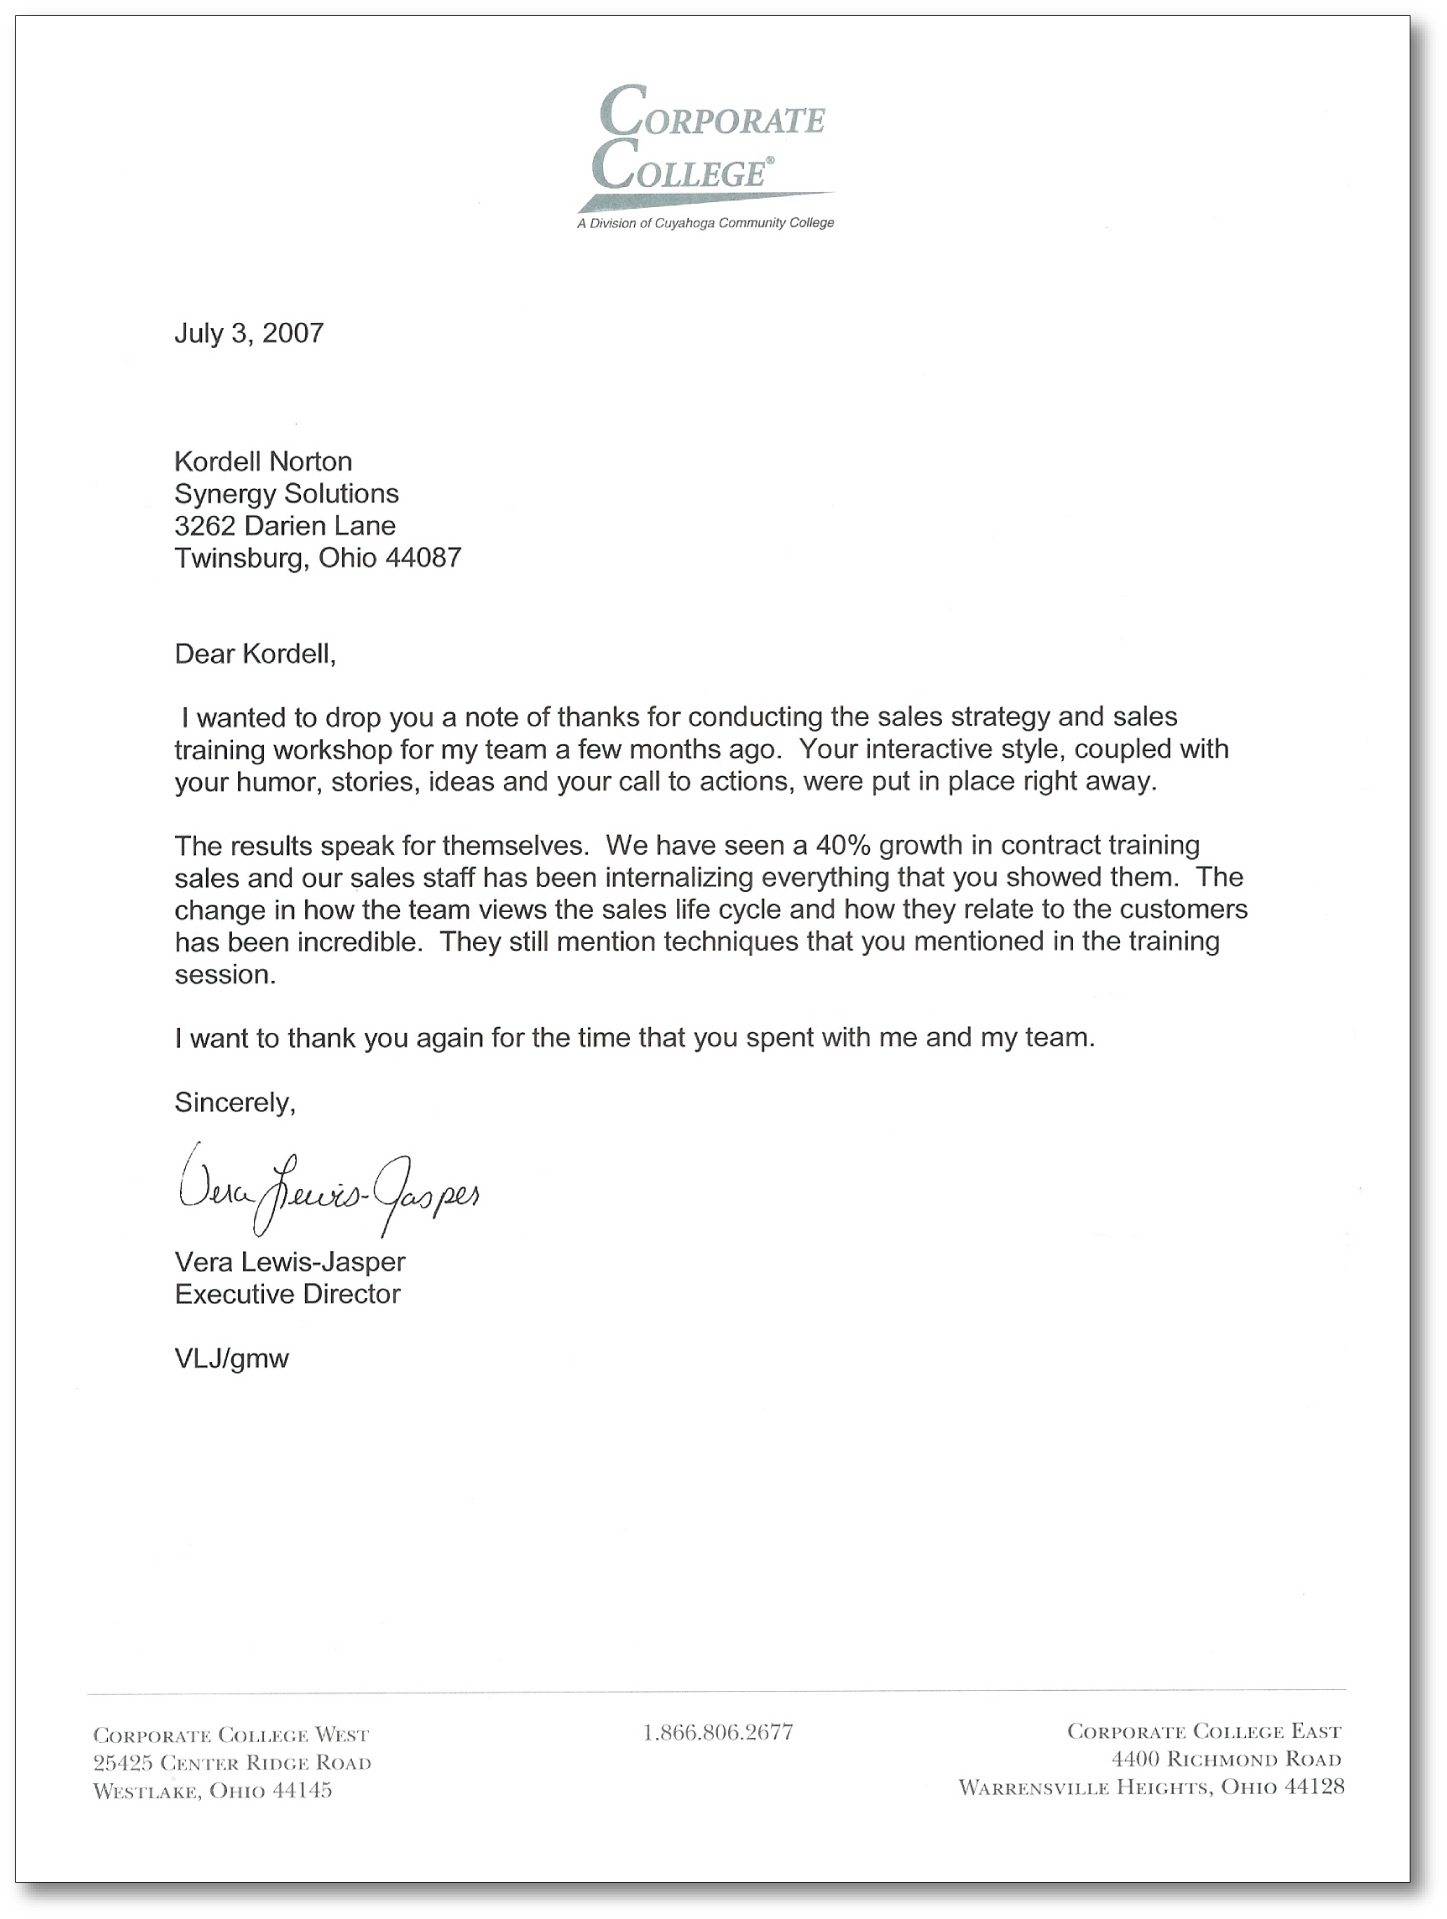 CORPORATE
COLLEGE®
A Division of Cuyahoga Community College
July 3, 2007
Kordell Norton
Synergy Solutions
3262 Darien Lane
Twinsburg, Ohio 44087
Dear Kordell,
I wanted to drop you a note of thanks for conducting the sales strategy and sales
training workshop for my team a few months ago. Your interactive style, coupled with
your humor, stories, ideas and your call to actions, were put in place right away.
The results speak for themselves. We have seen a 40% growth in contract training
sales and our sales staff has been internalizing everything that you showed them. The
change in how the team views the sales life cycle and how they relate to the customers
has been incredible. They still mention techniques that you mentioned in the training
session.
I want to thank you again for the time that you spent with me and my team.
Sincerely,
Vera Lewis-Jasper
Vera Lewis-Jasper
Executive Director
VLJ/gmw
CORPORATE COLLEGE WEST
25425 CENTER RIDGE ROAD
WESTLAKE, OHIO 44145
1.866.806.2677
CORPORATE COLLEGE EAST
4400 RICHMOND ROAD
WARRENSVILLE HEIGHTS, OHIO 44128